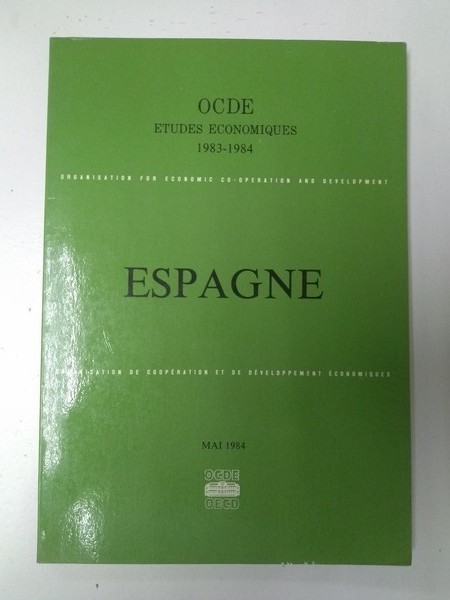 OCDE
ETUDES ECONOMIQUES
1983-1984
ORGANISATION FOR ECONOMIC CO-OPERATION AND DEVELOPMENT
ESPAGNE
ORGANISATION DE COOPÉRATION ET DE DÉVELOPPEMENT ÉCONOMIQUES
MAI 1984
OCDE
OECD